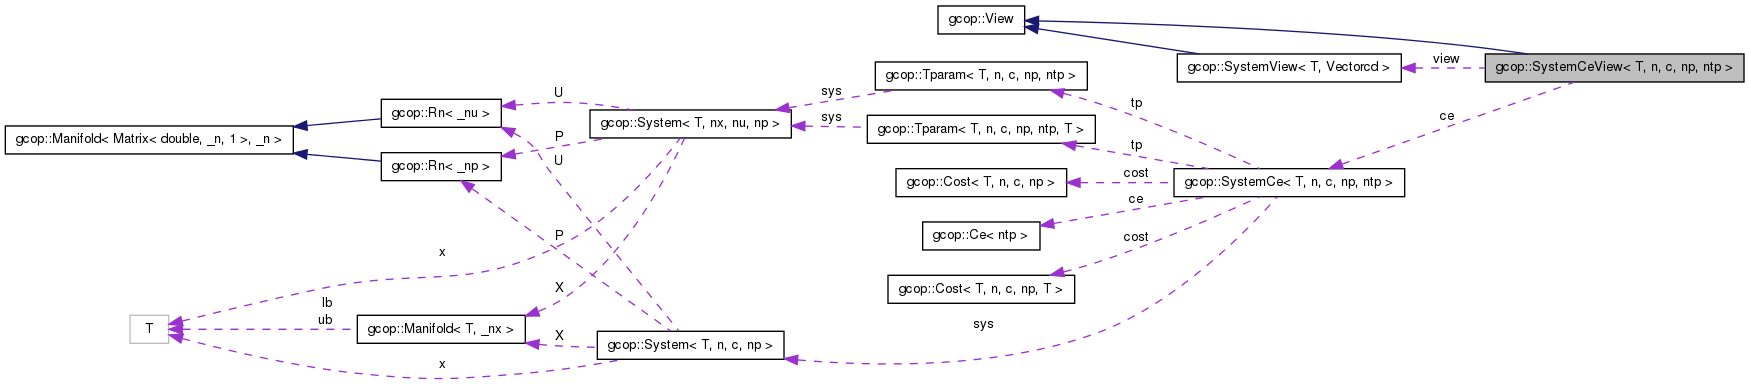 gcop::View
gcop::SystemView< T, Vectorcd >
view
gcop::SystemCeView< T, n, c, np, ntp >
gcop::Tparam< T, n, c, np, ntp >
sys
tp
ce
U
gcop::Rn< _nu >
gcop::System< T, nx, nu, np >
sys
gcop::Tparam< T, n, c, np, ntp, T >
gcop::Manifold< Matrix< double, _n, 1 >, _n >
P
tp
U
gcop::Rn< _np >
cost
gcop::Cost< T, n, c, np >
gcop::SystemCe< T, n, c, np, ntp >
ce
gcop::Ce< ntp >
P
cost
x
X
gcop::Cost< T, n, c, np, T >
lb
ub
T
gcop::Manifold< T, _nx >
sys
X
gcop::System< T, n, c, np >
x